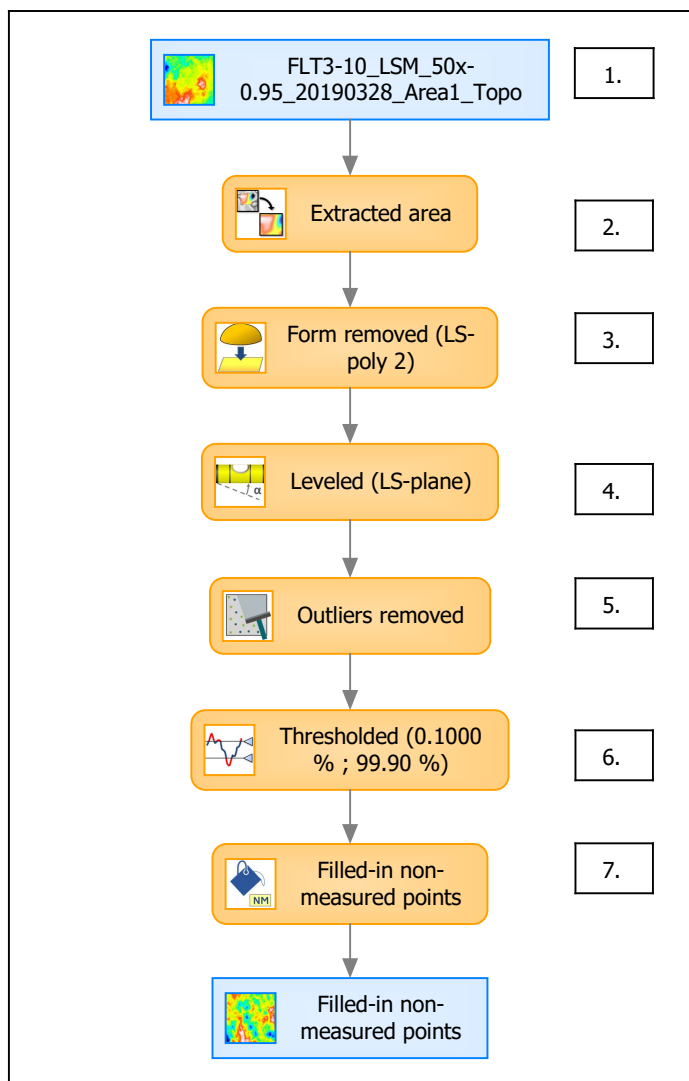 FLT3-10_LSM_50x-
0.95_20190328_Area1_Topo
1.
Extracted area
2.
Form removed (LS-
poly 2)
3.
α
Leveled (LS-plane)
4.
Outliers removed
5.
Thresholded (0.1000
% ; 99.90 %)
6.
NM
Filled-in non-
measured points
7.
Filled-in non-
measured points